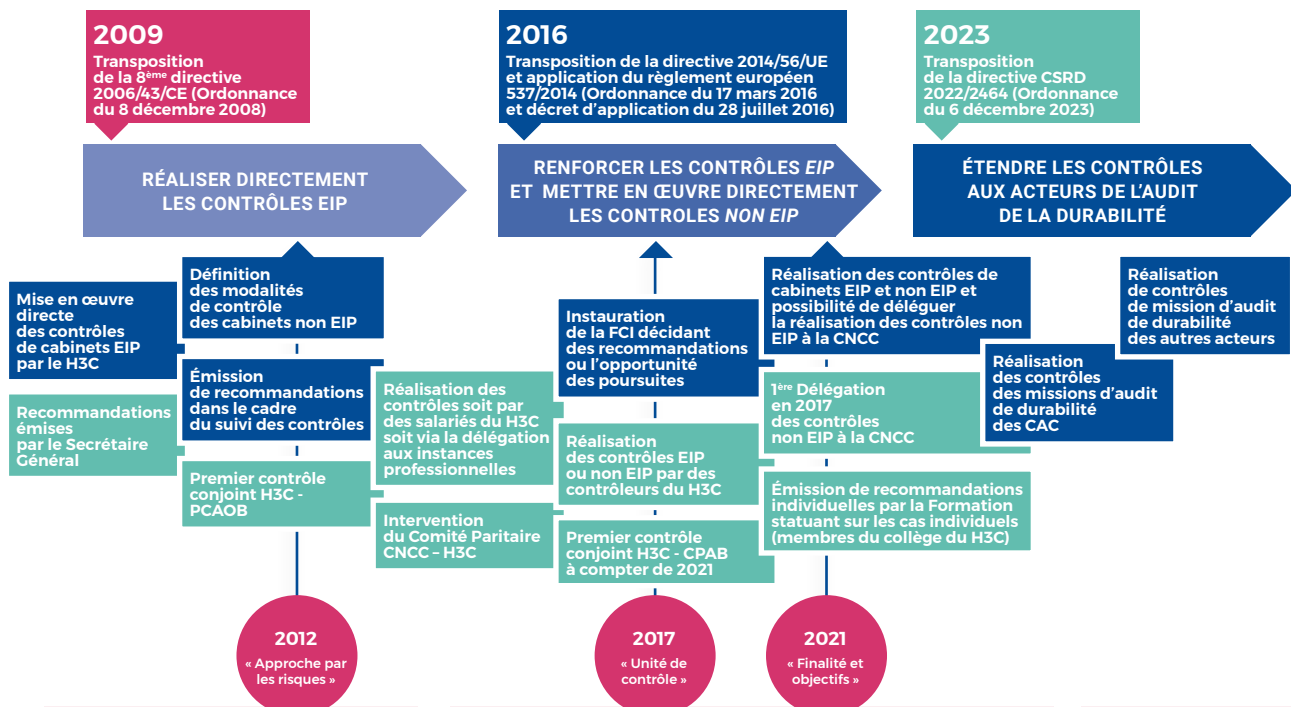 2009
Transposition
de la 8ème directive
2006/43/CE (Ordonnance
du 8 décembre 2008)
2016
Transposition de la directive 2014/56/UE
et application du règlement européen
537/2014 (Ordonnance du 17 mars 2016
et décret d'application du 28 juillet 2016)
2023
Transposition
de la directive CSRD
2022/2464 (Ordonnance
du 6 décembre 2023)
RÉALISER DIRECTEMENT
LES CONTRÔLES EIP
RENFORCER LES CONTRÔLES EIP
ET METTRE EN ŒUVRE DIRECTEMENT
LES CONTROLES NON EIP
ÉTENDRE LES CONTRÔLES
AUX ACTEURS DE L'AUDIT
DE LA DURABILITÉ
Mise en œuvre
directe
des contrôles
de cabinets EIP
par le H3C
Recommandations
émises
par le Secrétaire
Général
Définition
des modalités
de contrôle
des cabinets non EIP
Émission
de recommandations
dans le cadre
du suivi des contrôles
Premier contrôle
conjoint H3C -
PCAOB
Réalisation des
contrôles soit par
des salariés du H3C
soit via la délégation
aux instances
professionnelles
Intervention
du Comité Paritaire
CNCC – H3C
Instauration
de la FCI décidant
des recommandations
ou l'opportunité
des poursuites
Réalisation
des contrôles EIP
ou non EIP par des
contrôleurs du H3C
Premier contrôle
conjoint H3C - CPAB
à compter de 2021
Réalisation des contrôles de
cabinets EIP et non EIP et
possibilité de déléguer
la réalisation des contrôles non
EIP à la CNCC
1ère Délégation
en 2017
des contrôles
non EIP à la CNCC
Émission de recommandations
individuelles par la Formation
statuant sur les cas individuels
(membres du collège du H3C)
Réalisation
des contrôles
des missions d'audit
de durabilité
des CAC
Réalisation
de contrôles
de mission d'audit
de durabilité
des autres acteurs
2012
« Approche par
les risques »
2017
« Unité de
contrôle »
2021
« Finalité et
objectifs »